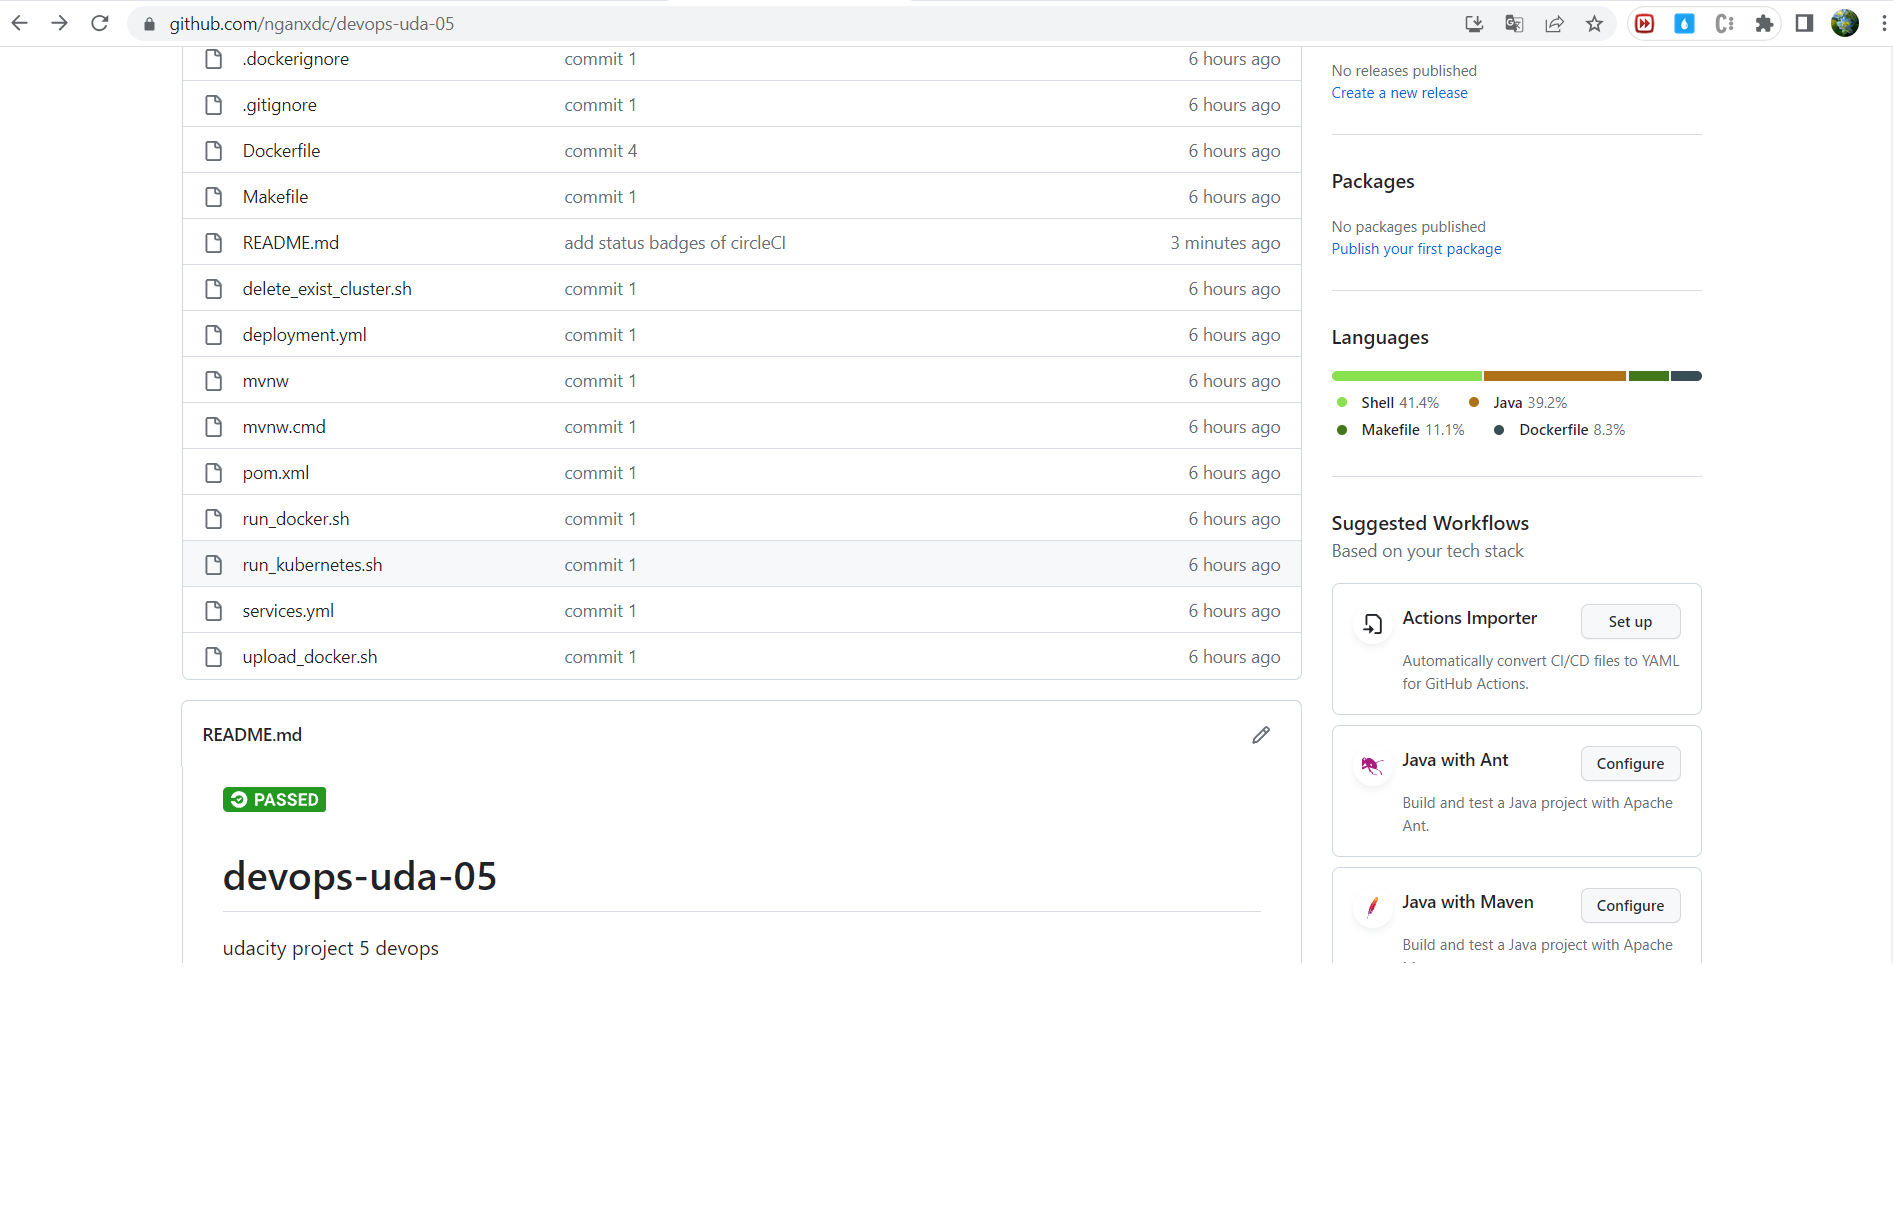 github.com/nganxdc/devops-uda-05
.dockerignore commit 1 6 hours ago
.gitignore commit 1 6 hours ago
Dockerfile commit 4 6 hours ago
Makefile commit 1 6 hours ago
README.md add status badges of circleCI 3 minutes ago
delete_exist_cluster.sh commit 1 6 hours ago
deployment.yml commit 1 6 hours ago
mvnw commit 1 6 hours ago
mvnw.cmd commit 1 6 hours ago
pom.xml commit 1 6 hours ago
run_docker.sh commit 1 6 hours ago
run_kubernetes.sh commit 1 6 hours ago
services.yml commit 1 6 hours ago
upload_docker.sh commit 1 6 hours ago
README.md
PASSED
devops-uda-05
udacity project 5 devops
No releases published
Create a new release
Packages
No packages published
Publish your first package
Languages
Shell 41.4% Java 39.2%
Makefile 11.1% Dockerfile 8.3%
Suggested Workflows
Based on your tech stack
Actions Importer Set up
Automatically convert CI/CD files to YAML
for GitHub Actions.
Java with Ant Configure
Build and test a Java project with Apache
Ant.
Java with Maven Configure
Build and test a Java project with Apache